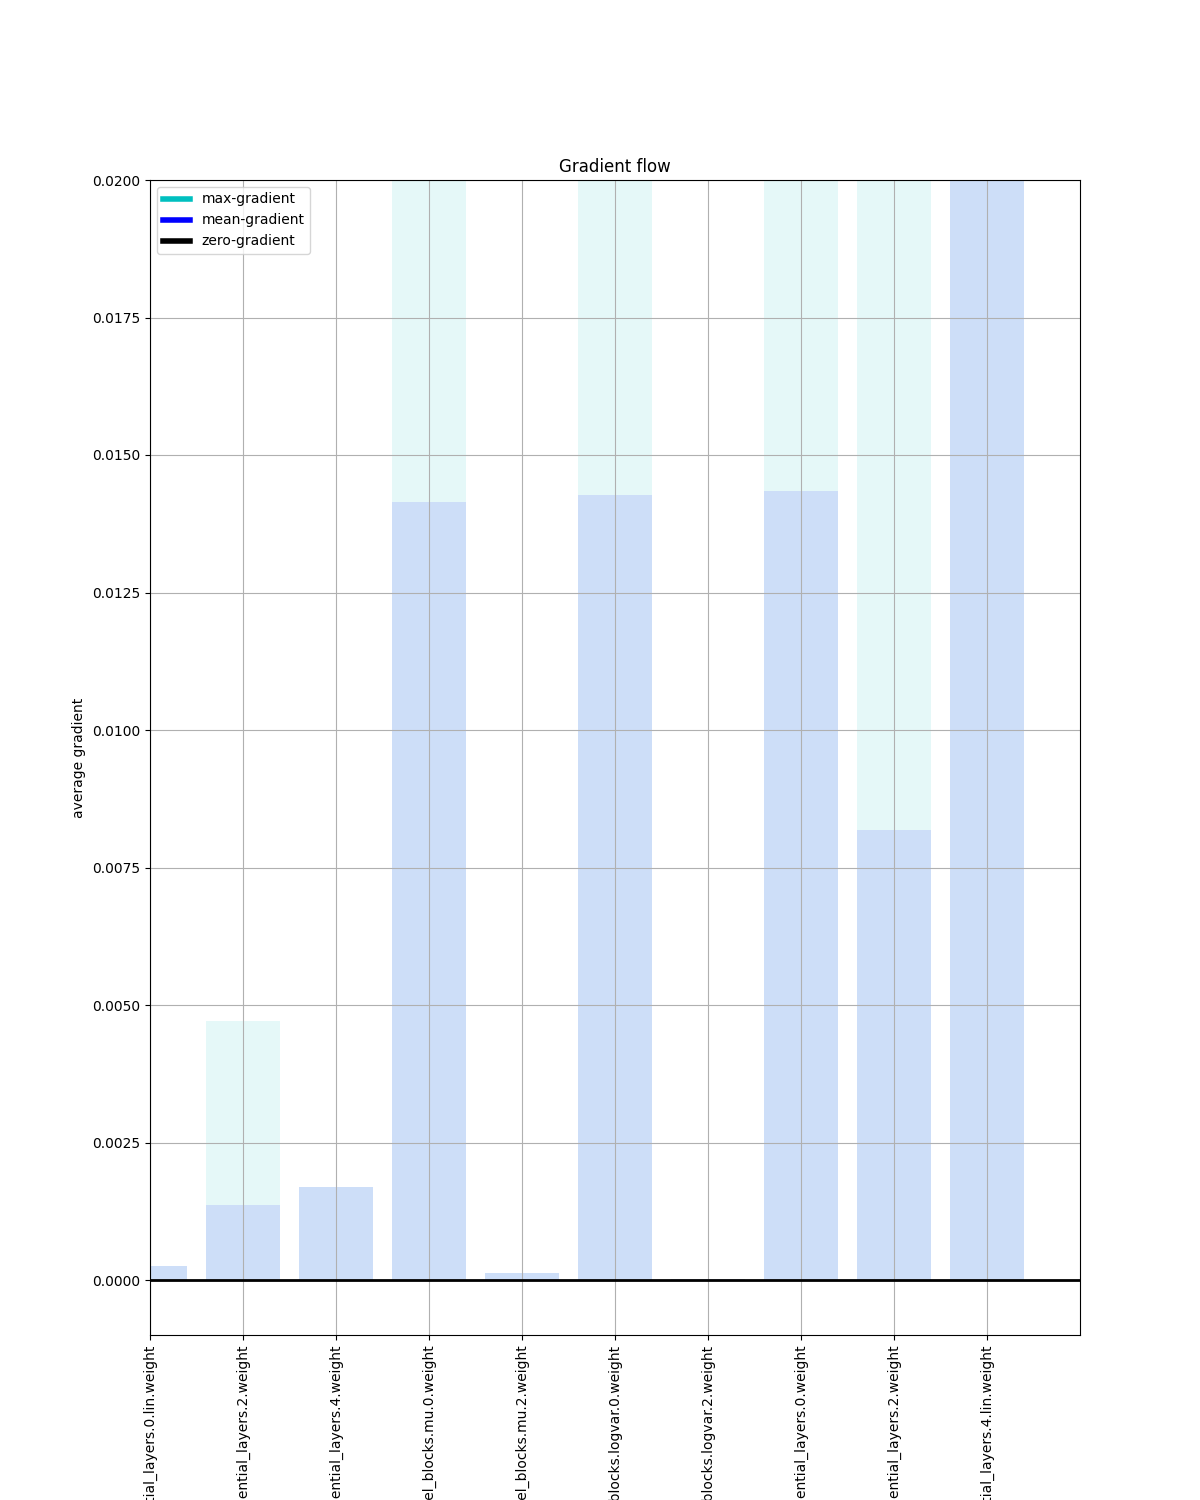 Gradient flow
max-gradient
mean-gradient
zero-gradient
0.0200
0.0175
0.0150
0.0125
0.0100
0.0075
0.0050
0.0025
0.0000
average gradient
tial_layers.0.lin.weight
ential_layers.2.weight
ential_layers.4.weight
el_blocks.mu.0.weight
el_blocks.mu.2.weight
blocks.logvar.0.weight
blocks.logvar.2.weight
ential_layers.0.weight
ential_layers.2.weight
tial_layers.4.lin.weight